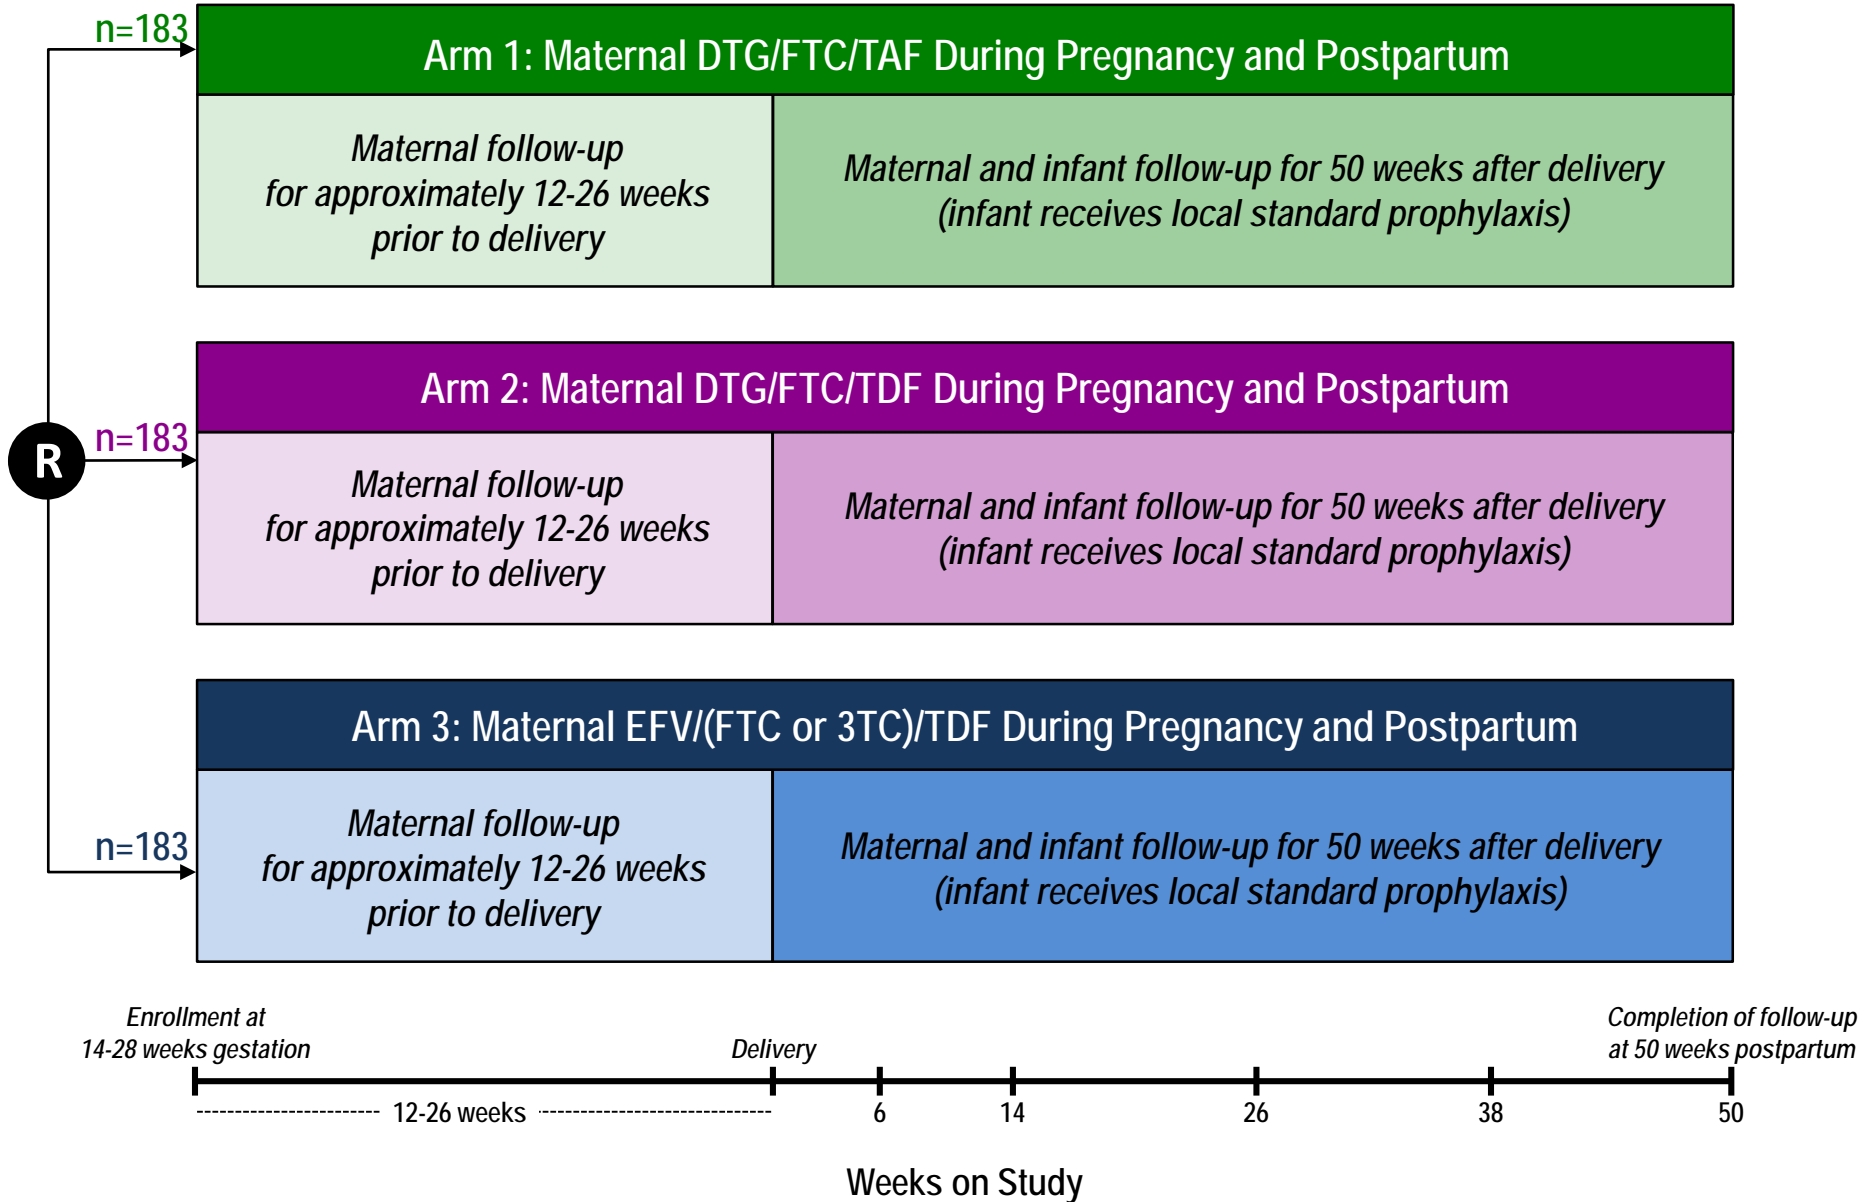 n=183
Arm 1: Maternal DTG/FTC/TAF During Pregnancy and Postpartum
Maternal follow-up
for approximately 12-26 weeks
prior to delivery
Maternal and infant follow-up for 50 weeks after delivery
(infant receives local standard prophylaxis)
R
n=183
Arm 2: Maternal DTG/FTC/TDF During Pregnancy and Postpartum
Maternal follow-up
for approximately 12-26 weeks
prior to delivery
Maternal and infant follow-up for 50 weeks after delivery
(infant receives local standard prophylaxis)
n=183
Arm 3: Maternal EFV/(FTC or 3TC)/TDF During Pregnancy and Postpartum
Maternal follow-up
for approximately 12-26 weeks
prior to delivery
Maternal and infant follow-up for 50 weeks after delivery
(infant receives local standard prophylaxis)
Enrollment at
14-28 weeks gestation
Delivery
Completion of follow-up
at 50 weeks postpartum
12-26 weeks
6
14
26
38
50
Weeks on Study